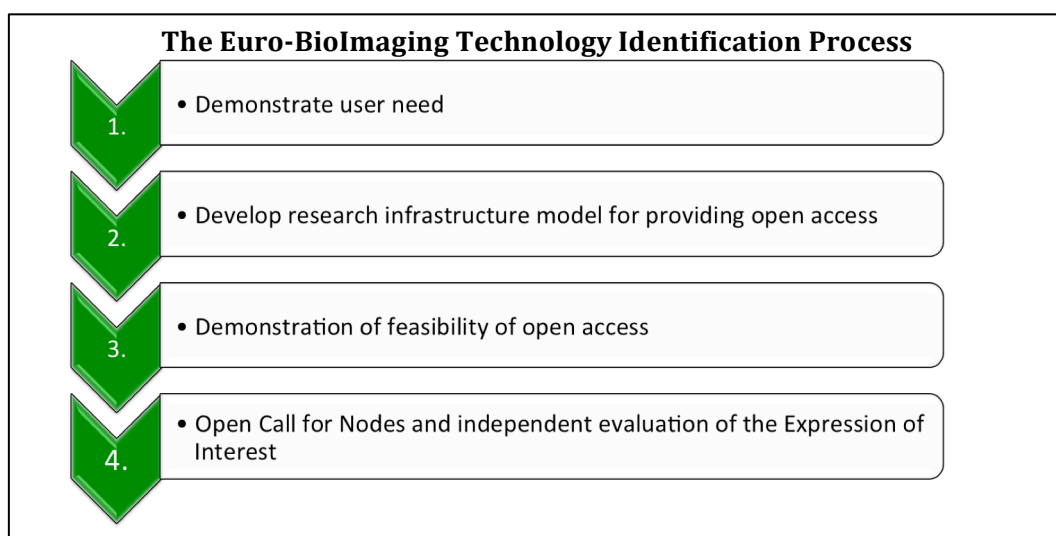 The Euro-BioImaging Technology Identification Process
1.
• Demonstrate user need
2.
• Develop research infrastructure model for providing open access
3.
• Demonstration of feasibility of open access
4.
• Open Call for Nodes and independent evaluation of the Expression of
Interest